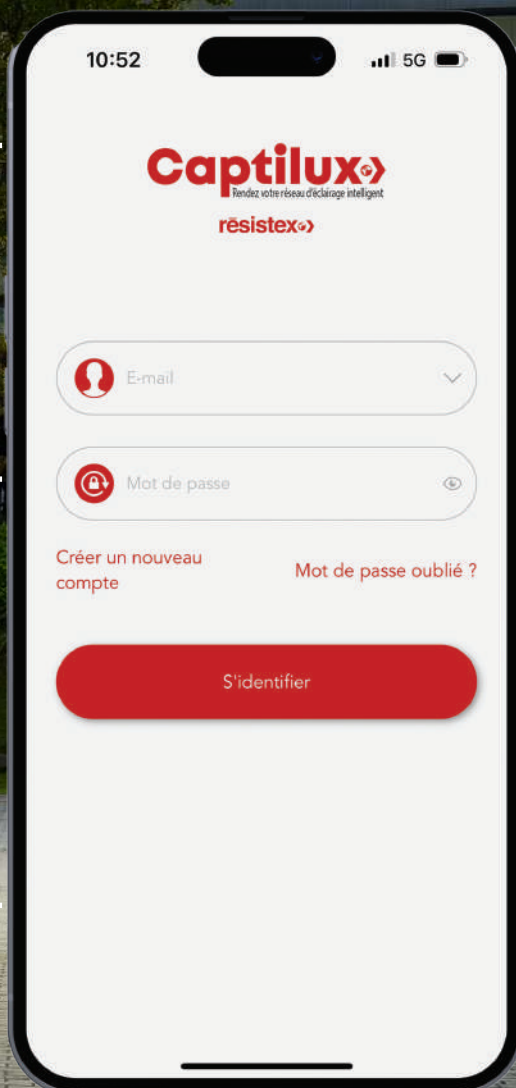 10:52
5G
Captilux
Rendez votre réseau d'éclairage intelligent
rēsistex
E-mail
Mot de passe
Créer un nouveau
compte
Mot de passe oublié ?
S'identifier